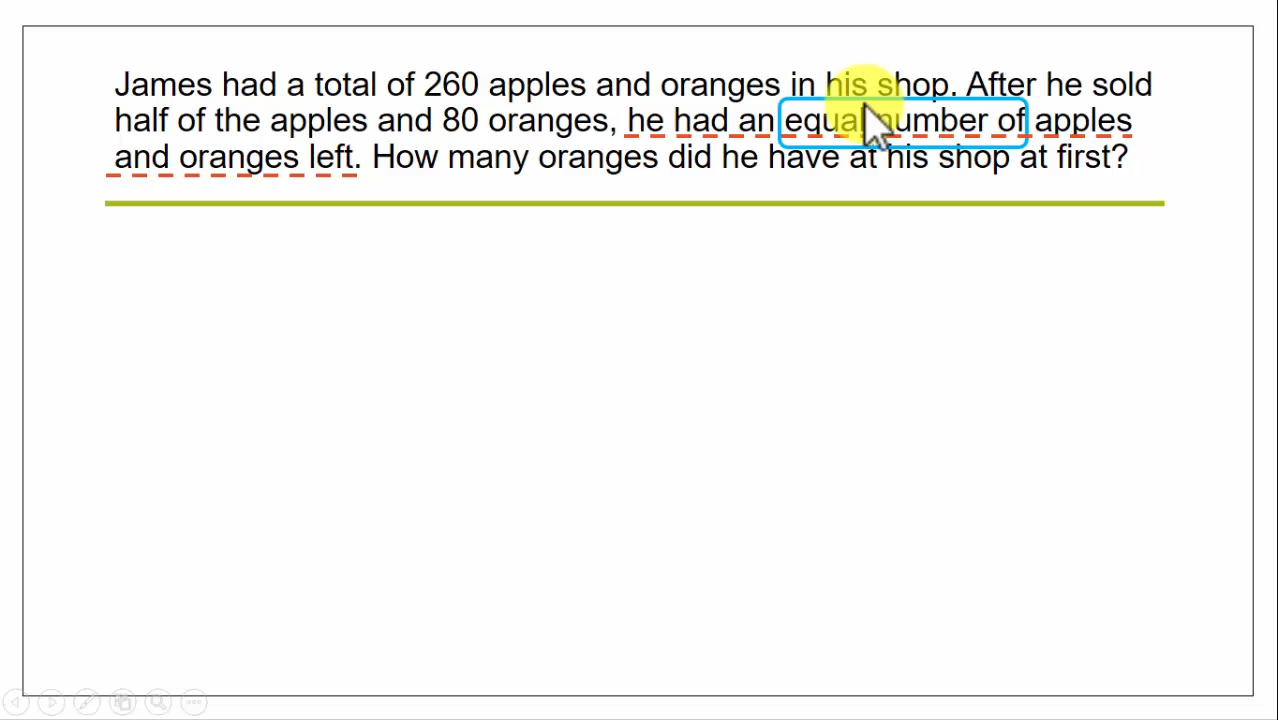 James had a total of 260 apples and oranges in his shop. After he sold
half of the apples and 80 oranges, he had an equal number of apples
and oranges left. How many oranges did he have at his shop at first?